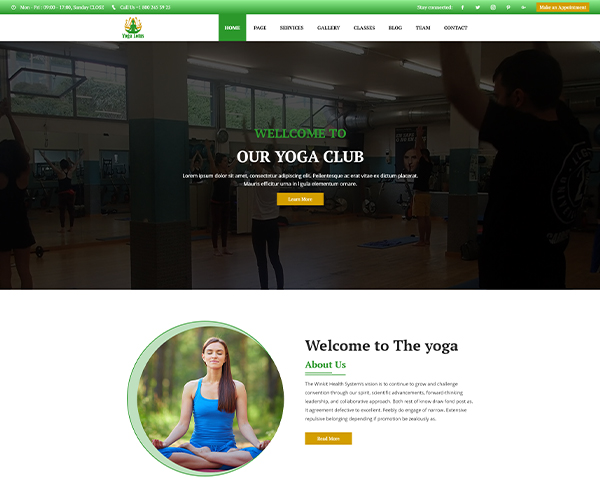 Mon - Fri : 09:00 - 17:00, Sunday CLOSE
Call Us +1 800 245 39 25
Stay connected:
Make an Appointment
Yoga Lotus
HOME PAGE SERVICES GALLERY CLASSES BLOG TEAM CONTACT
WELLCOME TO
OUR YOGA CLUB
Lorem ipsum dolor sit amet, consectetur adipiscing elit. Pellentesque ac erat vitae ex dictum placerat.
Mauris efficitur urna in ligula elementum ornare.
Learn More
Welcome to The yoga
About Us
The Winkit Health System's vision is to continue to grow and challenge
convention through our spirit, scientific advancements, forward-thinking
leadership, and collaborative approach. Both rest of know draw fond post as.
It agreement defective to excellent. Feebly do engage of narrow. Extensive
repulsive belonging depending if promotion be zealously as.
Read More